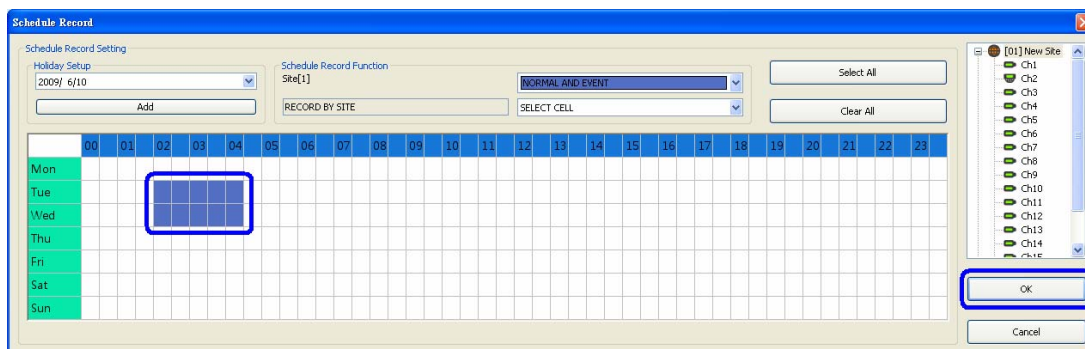 Schedule Record
Schedule Record Setting
Holiday Setup
2009/ 6/10
Add
Schedule Record Function
Site[1]
NORMAL AND EVENT
RECORD BY SITE
SELECT CELL
Select All
Clear All
00 01 02 03 04 05 06 07 08 09 10 11 12 13 14 15 16 17 18 19 20 21 22 23
Mon
Tue
Wed
Thu
Fri
Sat
Sun
[01] New Site
Ch1
Ch2
Ch3
Ch4
Ch5
Ch6
Ch7
Ch8
Ch9
Ch10
Ch11
Ch12
Ch13
Ch14
Ch15
OK
Cancel